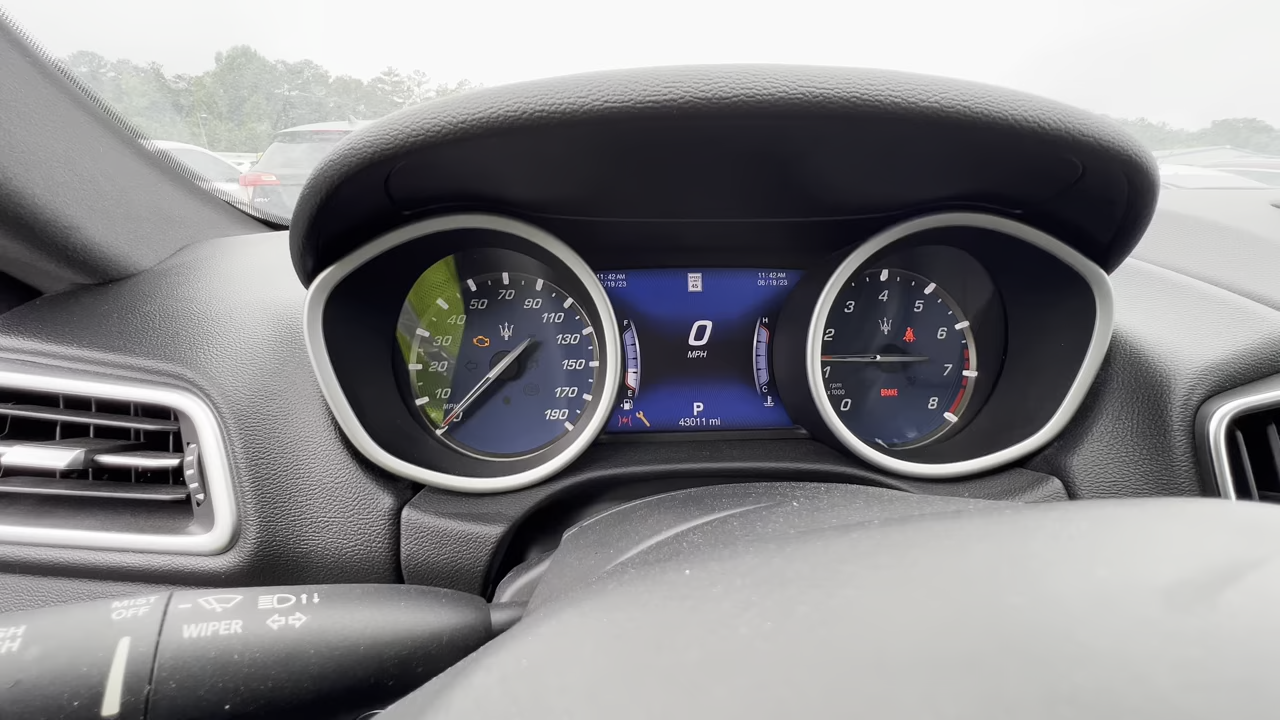 10
20
30
40
50
70
90
110
130
150
170
190
MPH
11:42 AM
/19/23
SPEED
LIMIT
45
11:42 AM
06/19/23
F
E
0
MPH
H
C
P
43011 mi
0
1
2
3
4
5
6
7
8
rpm
x1000
BRAKE
MIST
OFF
WIPER